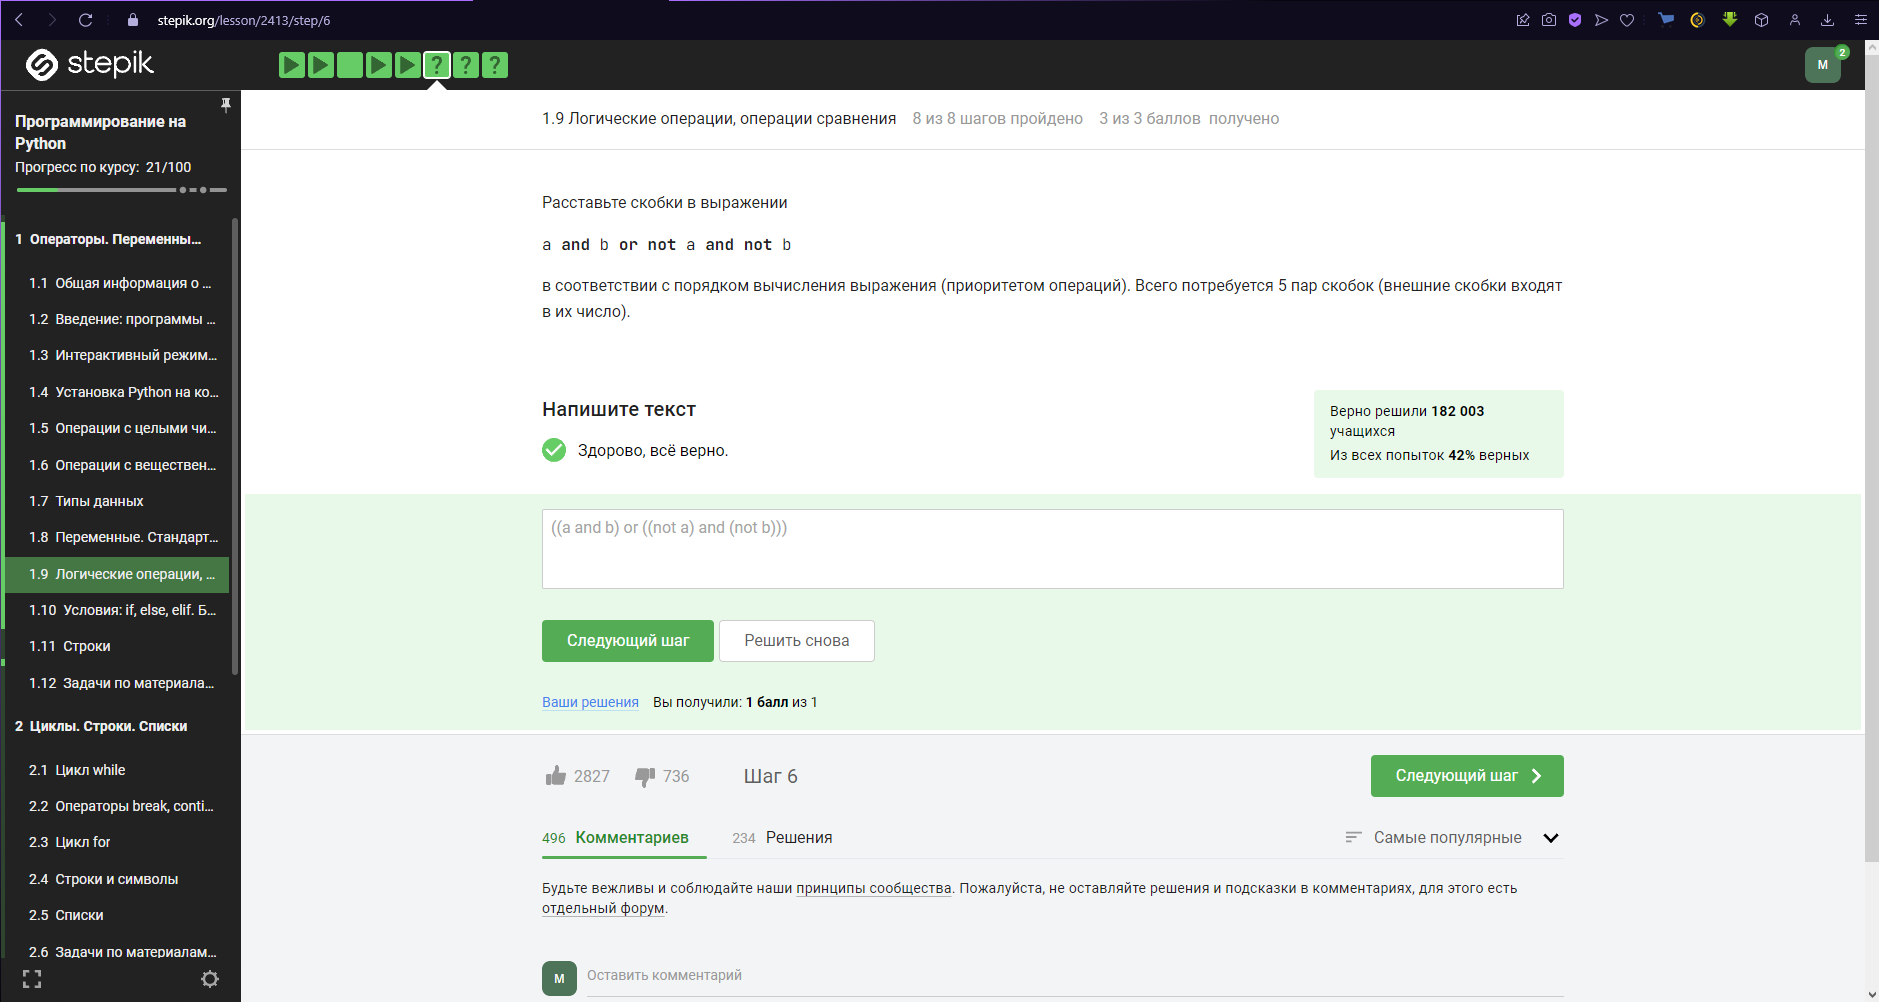 stepik.org/lesson/2413/step/6
stepik
? ? ?
M
2
Программирование на
Python
Прогресс по курсу: 21/100
1 Операторы. Переменны...
1.1 Общая информация о ...
1.2 Введение: программы ...
1.3 Интерактивный режим...
1.4 Установка Python на ко...
1.5 Операции с целыми чи...
1.6 Операции с веществен...
1.7 Типы данных
1.8 Переменные. Стандарт...
1.9 Логические операции, ...
1.10 Условия: if, else, elif. Б...
1.11 Строки
1.12 Задачи по материала...
2 Циклы. Строки. Списки
2.1 Цикл while
2.2 Операторы break, conti...
2.3 Цикл for
2.4 Строки и символы
2.5 Списки
2.6 Задачи по материалам...
1.9 Логические операции, операции сравнения 8 из 8 шагов пройдено 3 из 3 баллов получено
Расставьте скобки в выражении
a and b or not a and not b
в соответствии с порядком вычисления выражения (приоритетом операций). Всего потребуется 5 пар скобок (внешние скобки входят
в их число).
Напишите текст
Здорово, всё верно.
Верно решили 182 003
учащихся
Из всех попыток 42% верных
((a and b) or ((not a) and (not b)))
Следующий шаг
Решить снова
Ваши решения Вы получили: 1 балл из 1
2827 736 Шаг 6
Следующий шаг
496 Комментариев 234 Решения
Самые популярные
Будьте вежливы и соблюдайте наши принципы сообщества. Пожалуйста, не оставляйте решения и подсказки в комментариях, для этого есть
отдельный форум.
M
Оставить комментарий